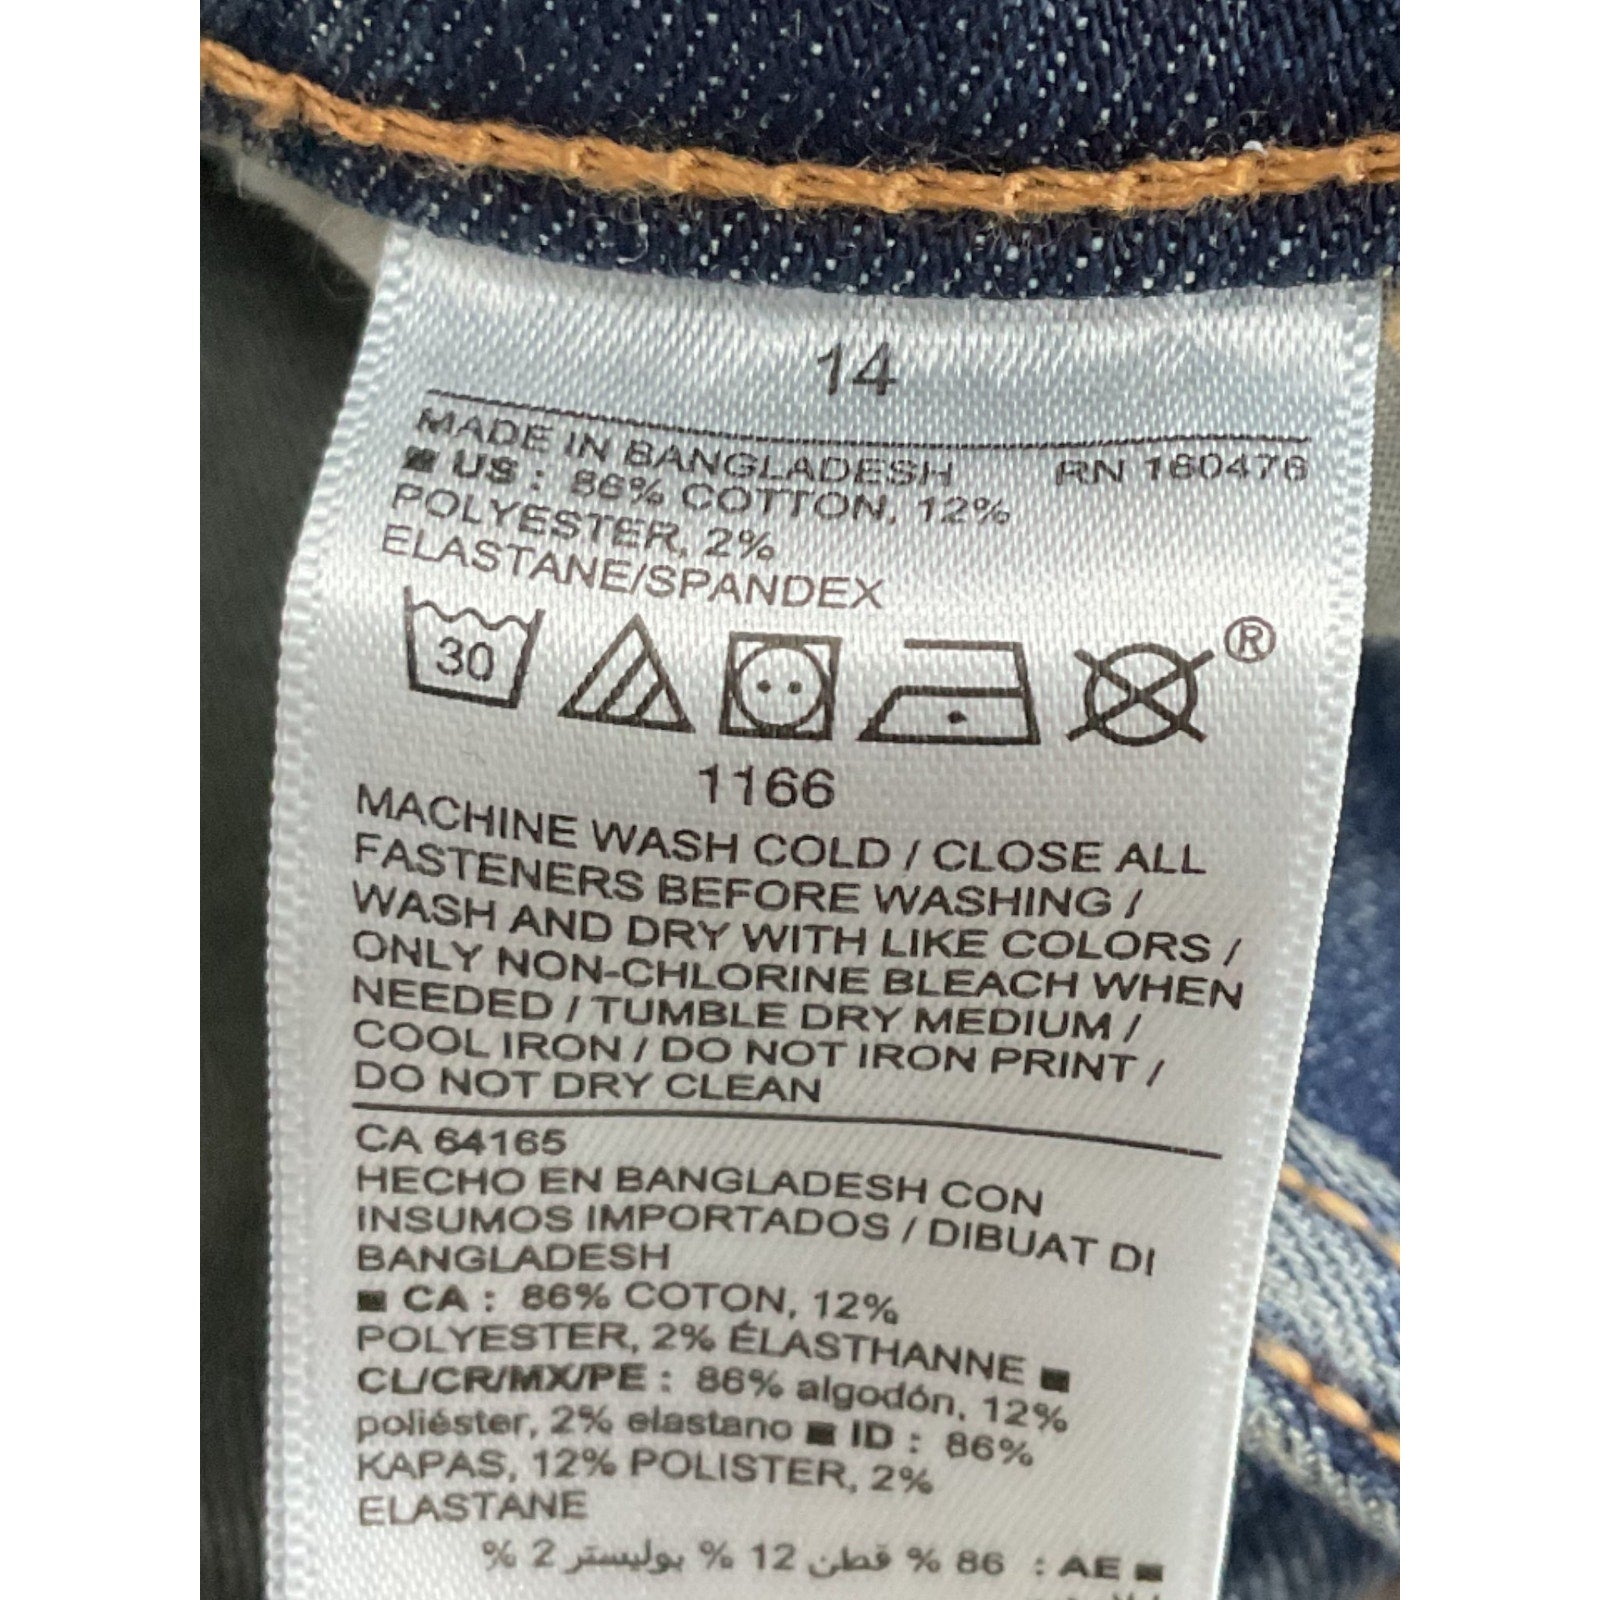 14
MADE IN BANGLADESH RN 160476
■ US : 86% COTTON, 12%
POLYESTER, 2%
ELASTANE/SPANDEX
30 ®
1166
MACHINE WASH COLD / CLOSE ALL
FASTENERS BEFORE WASHING /
WASH AND DRY WITH LIKE COLORS /
ONLY NON-CHLORINE BLEACH WHEN
NEEDED / TUMBLE DRY MEDIUM /
COOL IRON / DO NOT IRON PRINT /
DO NOT DRY CLEAN
CA 64165
HECHO EN BANGLADESH CON
INSUMOS IMPORTADOS / DIBUAT DI
BANGLADESH
■ CA : 86% COTON, 12%
POLYESTER, 2% ÉLASTHANNE ■
CL/CR/MX/PE : 86% algodón, 12%
poliéster, 2% elastano ■ ID : 86%
KAPAS, 12% POLISTER, 2%
ELASTANE
■ AE : 86 % قطن 12 % بوليستر 2 %